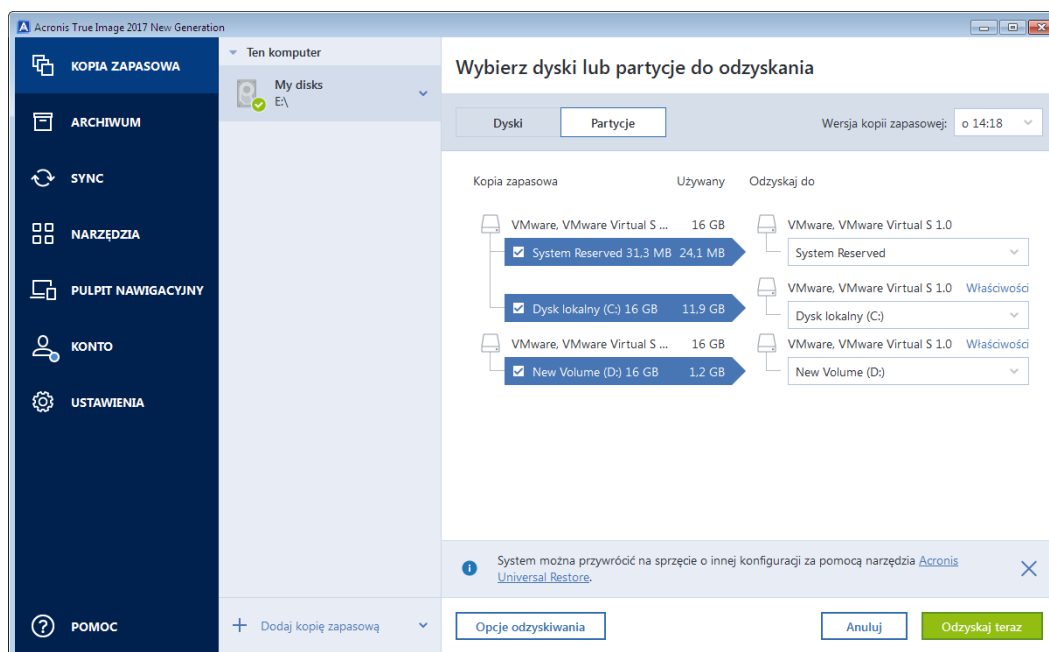 Acronis True Image 2017 New Generation
KOPIA ZAPASOWA
ARCHIWUM
SYNC
NARZĘDZIA
PULPIT NAWIGACYJNY
KONTO
USTAWIENIA
POMOC
Ten komputer
My disks
E:\
Dodaj kopię zapasową
Wybierz dyski lub partycje do odzyskania
Dyski Partycje Wersja kopii zapasowej: o 14:18
Kopia zapasowa Używany Odzyskaj do
VMware, VMware Virtual S ... 16 GB VMware, VMware Virtual S 1.0
System Reserved 31,3 MB 24,1 MB System Reserved
VMware, VMware Virtual S 1.0 Właściwości
Dysk lokalny (C:) 16 GB 11,9 GB Dysk lokalny (C:)
VMware, VMware Virtual S ... 16 GB VMware, VMware Virtual S 1.0 Właściwości
New Volume (D:) 16 GB 1,2 GB New Volume (D:)
System można przywrócić na sprzęcie o innej konfiguracji za pomocą narzędzia Acronis
Universal Restore.
Opcje odzyskiwania Anuluj Odzyskaj teraz